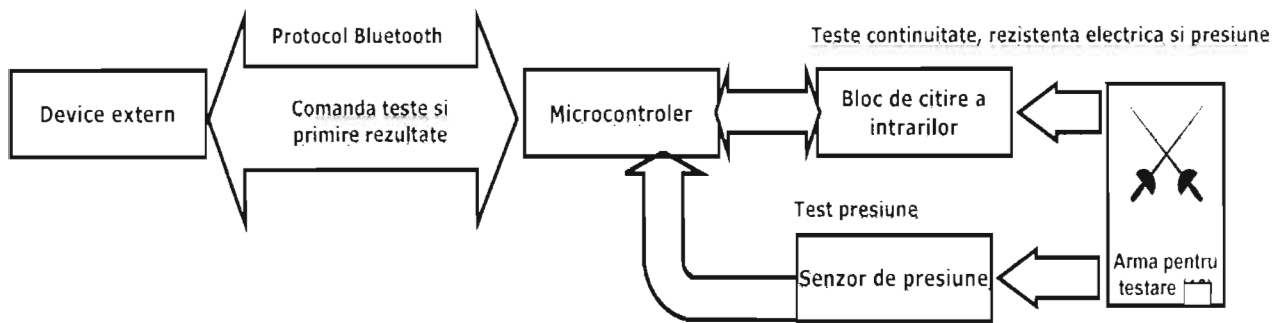 Protocol Bluetooth
Teste continuitate, rezistenta electrica si presiune
Device extern
Comanda teste si
primire rezultate
Microcontroler
Bloc de citire a
intrarilor
Test presiune
Senzor de presiune
Arma pentru
testare